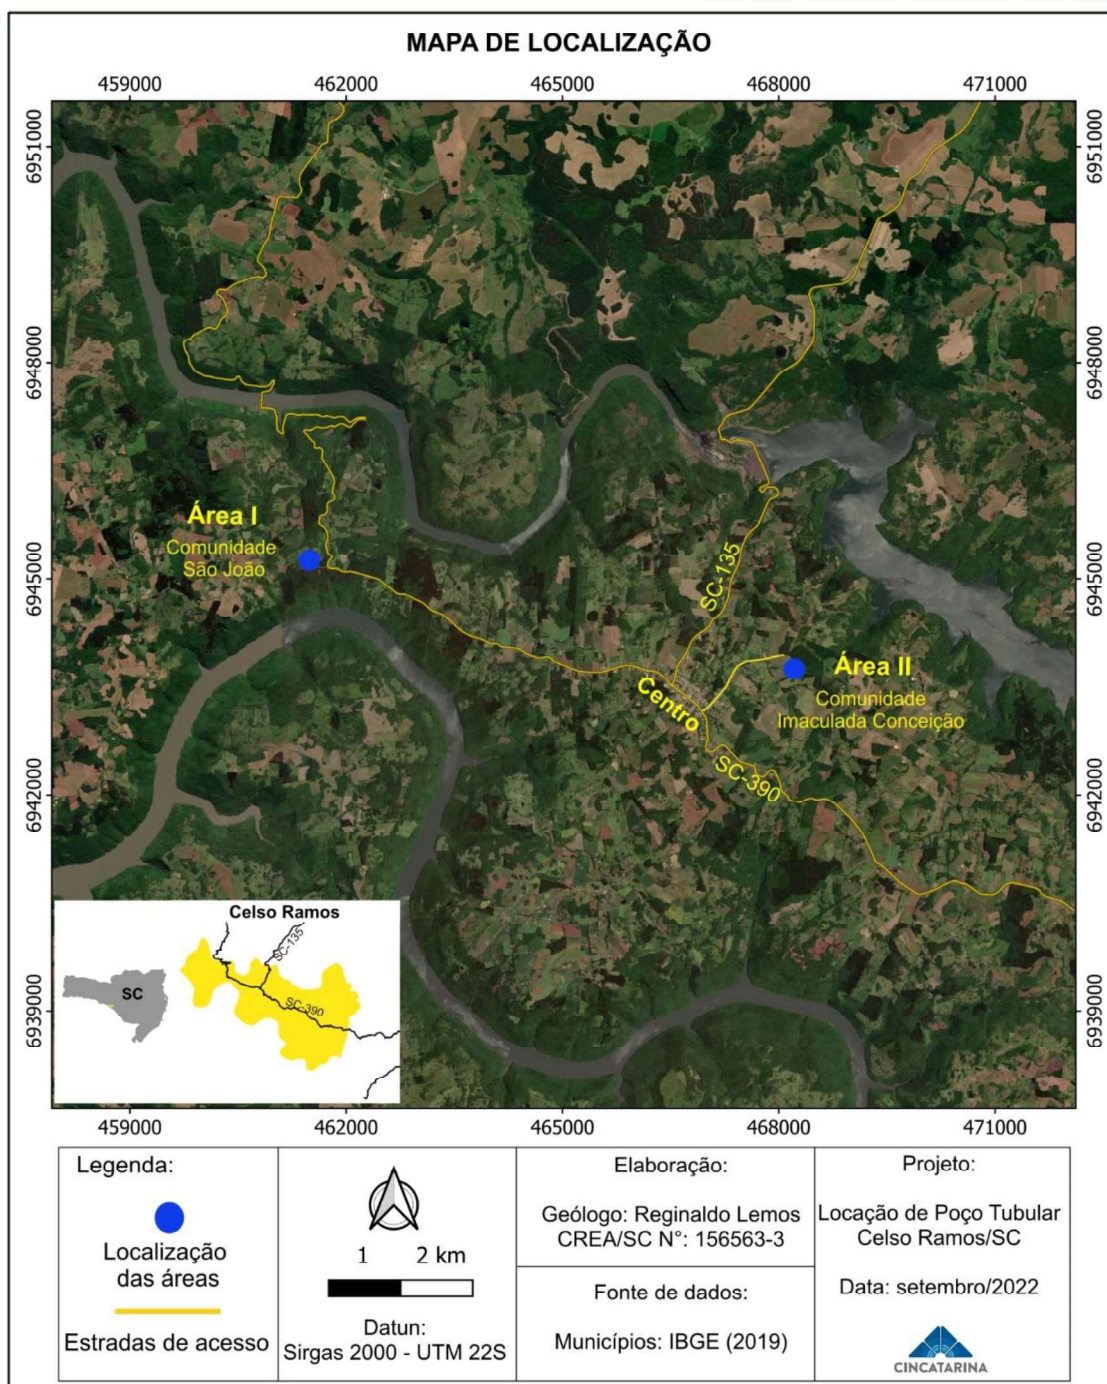 MAPA DE LOCALIZAÇÃO
459000 462000 465000 468000 471000
6951000 6951000
6948000 6948000
Área I
Comunidade
São João
6945000 6945000
SC-135
Área II
Comunidade
Imaculada Conceição
Centro
SC-390
6942000 6942000
Celso Ramos
SC-135
SC
SC-390
6939000 6939000
459000 462000 465000 468000 471000
Legenda:
Localização
das áreas
Estradas de acesso
1 2 km
Datun:
Sirgas 2000 - UTM 22S
Elaboração:
Geólogo: Reginaldo Lemos
CREA/SC N°: 156563-3
Fonte de dados:
Municípios: IBGE (2019)
Projeto:
Locação de Poço Tubular
Celso Ramos/SC
Data: setembro/2022
CINCATARINA